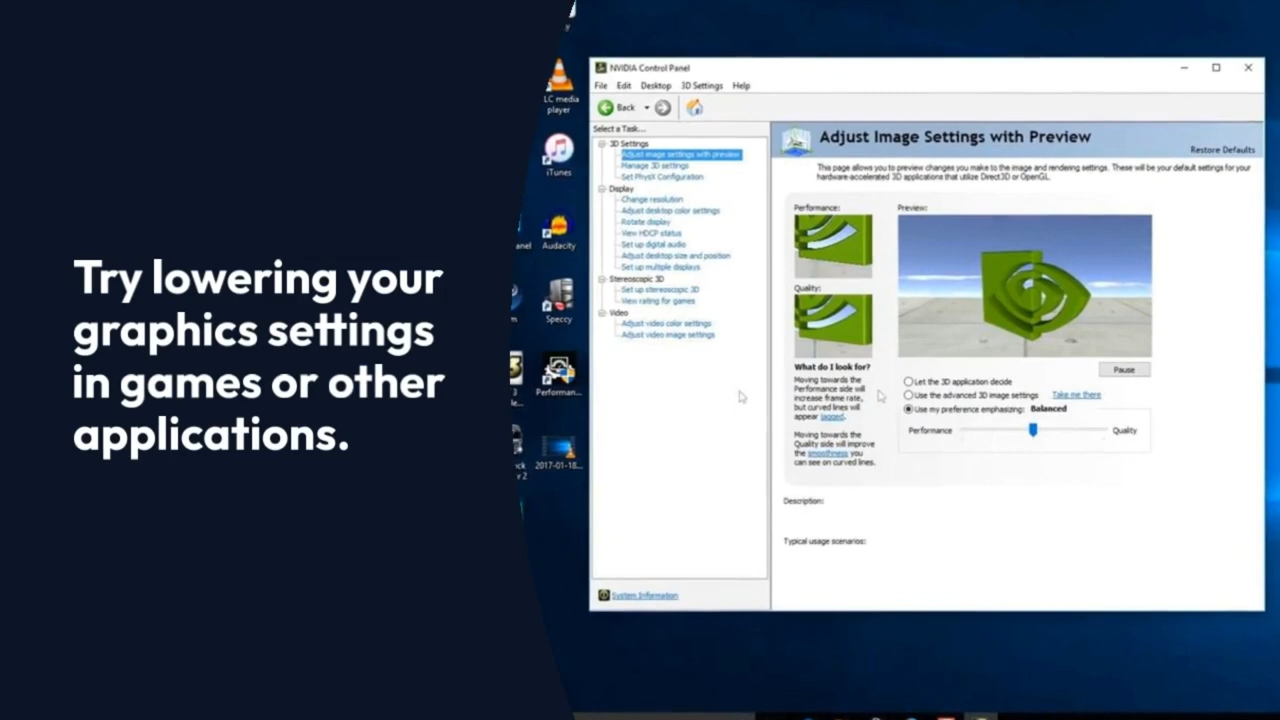 Try lowering your
graphics settings
in games or other
applications.
LC media
player
iTunes
anel
Audacity
Speccy
3
Performan...
2017-01-18...
NVIDIA Control Panel
File Edit Desktop 3D Settings Help
Back
Select a Task...
3D Settings
Adjust image settings with preview
Manage 3D settings
Set PhysX Configuration
Display
Change resolution
Adjust desktop color settings
Rotate display
View HDCP status
Set up digital audio
Adjust desktop size and position
Set up multiple displays
Stereoscopic 3D
Set up stereoscopic 3D
View rating for games
Video
Adjust video color settings
Adjust video image settings
System Information
Adjust Image Settings with Preview
Restore Defaults
This page allows you to preview changes you make to the image and rendering settings. These will be your default settings for your
hardware-accelerated 3D applications that utilize Direct3D or OpenGL.
Performance:
Preview:
Quality:
What do I look for?
Moving towards the
Performance side will
increase frame rate,
but curved lines will
appear jagged.
Moving towards the
Quality side will improve
the smoothness you
can see on curved lines.
Pause
Let the 3D application decide
Use the advanced 3D image settings Take me there
Use my preference emphasizing: Balanced
Performance Quality
Description:
Typical usage scenarios: